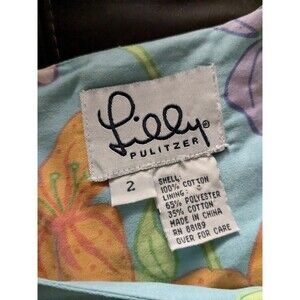 Lilly®
PULITZER
2
SHELL:
100% COTTON
LINING:
65% POLYESTER
35% COTTON
MADE IN CHINA
RN 88189
OVER FOR CARE